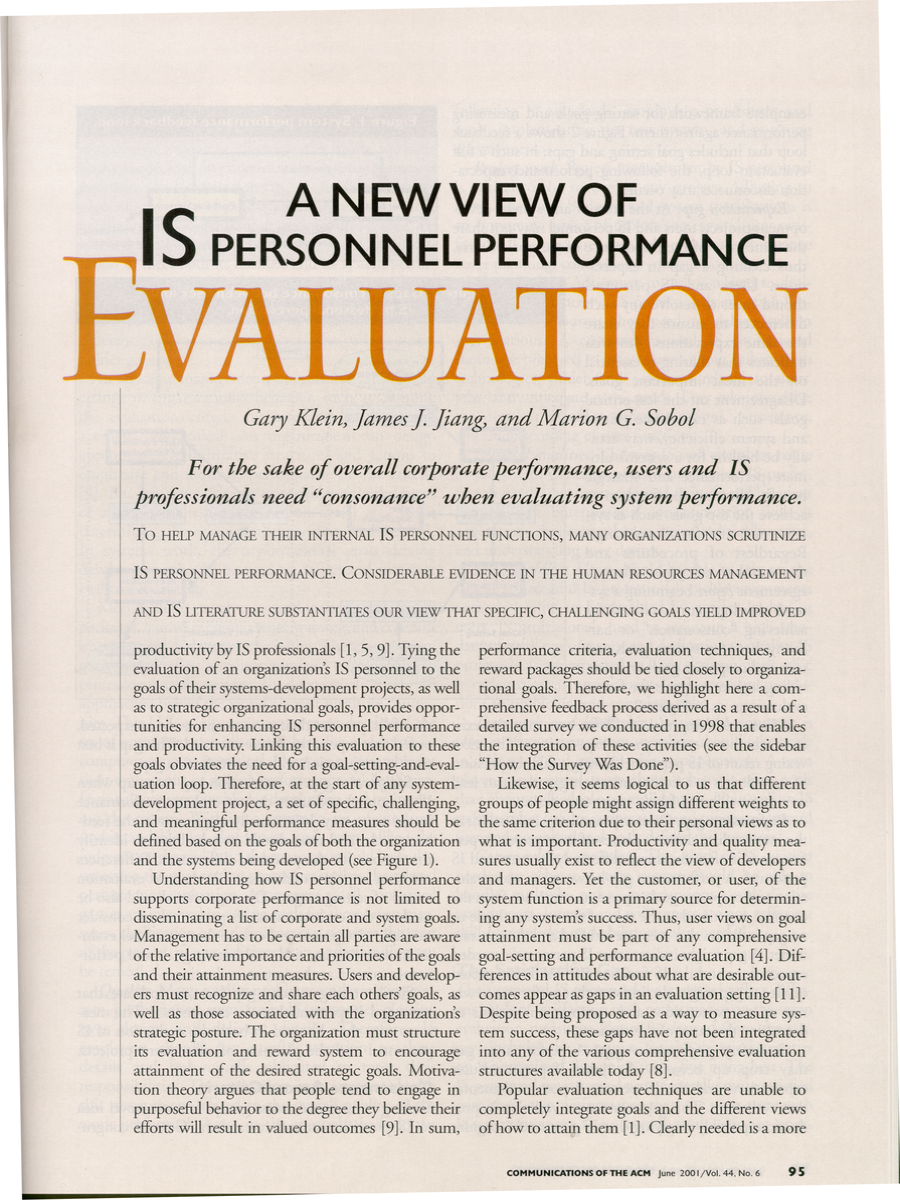 A NEW VIEW OF
IS PERSONNEL PERFORMANCE
EVALUATION
Gary Klein, James J. Jiang, and Marion G. Sobol
For the sake of overall corporate performance, users and IS
professionals need “consonance” when evaluating system performance.
TO HELP MANAGE THEIR INTERNAL IS PERSONNEL FUNCTIONS, MANY ORGANIZATIONS SCRUTINIZE
IS PERSONNEL PERFORMANCE. CONSIDERABLE EVIDENCE IN THE HUMAN RESOURCES MANAGEMENT
AND IS LITERATURE SUBSTANTIATES OUR VIEW THAT SPECIFIC, CHALLENGING GOALS YIELD IMPROVED
productivity by IS professionals [1, 5, 9]. Tying the
evaluation of an organization’s IS personnel to the
goals of their systems-development projects, as well
as to strategic organizational goals, provides oppor-
tunities for enhancing IS personnel performance
and productivity. Linking this evaluation to these
goals obviates the need for a goal-setting-and-eval-
uation loop. Therefore, at the start of any system-
development project, a set of specific, challenging,
and meaningful performance measures should be
defined based on the goals of both the organization
and the systems being developed (see Figure 1).
Understanding how IS personnel performance
supports corporate performance is not limited to
disseminating a list of corporate and system goals.
Management has to be certain all parties are aware
of the relative importance and priorities of the goals
and their attainment measures. Users and develop-
ers must recognize and share each others’ goals, as
well as those associated with the organization’s
strategic posture. The organization must structure
its evaluation and reward system to encourage
attainment of the desired strategic goals. Motiva-
tion theory argues that people tend to engage in
purposeful behavior to the degree they believe their
efforts will result in valued outcomes [9]. In sum,
performance criteria, evaluation techniques, and
reward packages should be tied closely to organiza-
tional goals. Therefore, we highlight here a com-
prehensive feedback process derived as a result of a
detailed survey we conducted in 1998 that enables
the integration of these activities (see the sidebar
“How the Survey Was Done”).
Likewise, it seems logical to us that different
groups of people might assign different weights to
the same criterion due to their personal views as to
what is important. Productivity and quality mea-
sures usually exist to reflect the view of developers
and managers. Yet the customer, or user, of the
system function is a primary source for determin-
ing any system’s success. Thus, user views on goal
attainment must be part of any comprehensive
goal-setting and performance evaluation [4]. Dif-
ferences in attitudes about what are desirable out-
comes appear as gaps in an evaluation setting [11].
Despite being proposed as a way to measure sys-
tem success, these gaps have not been integrated
into any of the various comprehensive evaluation
structures available today [8].
Popular evaluation techniques are unable to
completely integrate goals and the different views
of how to attain them [1]. Clearly needed is a more
COMMUNICATIONS OF THE ACM June 2001/Vol. 44, No. 6 95